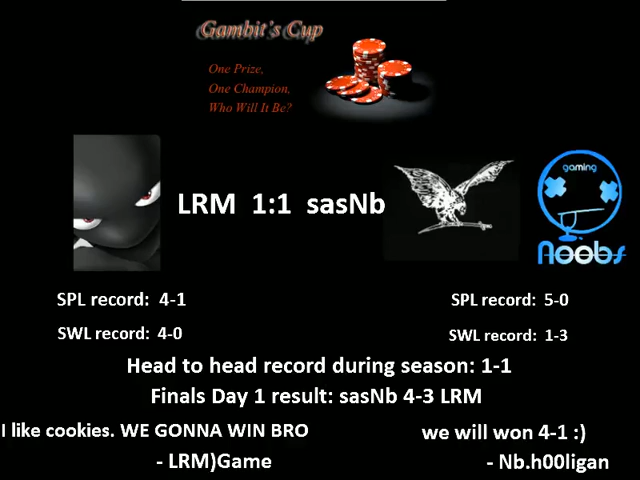 Gambit's Cup
One Prize,
One Champion,
Who Will It Be?
LRM 1:1 sasNb
gaming
Noobs
SPL record: 4-1
SPL record: 5-0
SWL record: 4-0
SWL record: 1-3
Head to head record during season: 1-1
Finals Day 1 result: sasNb 4-3 LRM
I like cookies. WE GONNA WIN BRO
we will won 4-1 :)
- LRM)Game
- Nb.h00ligan